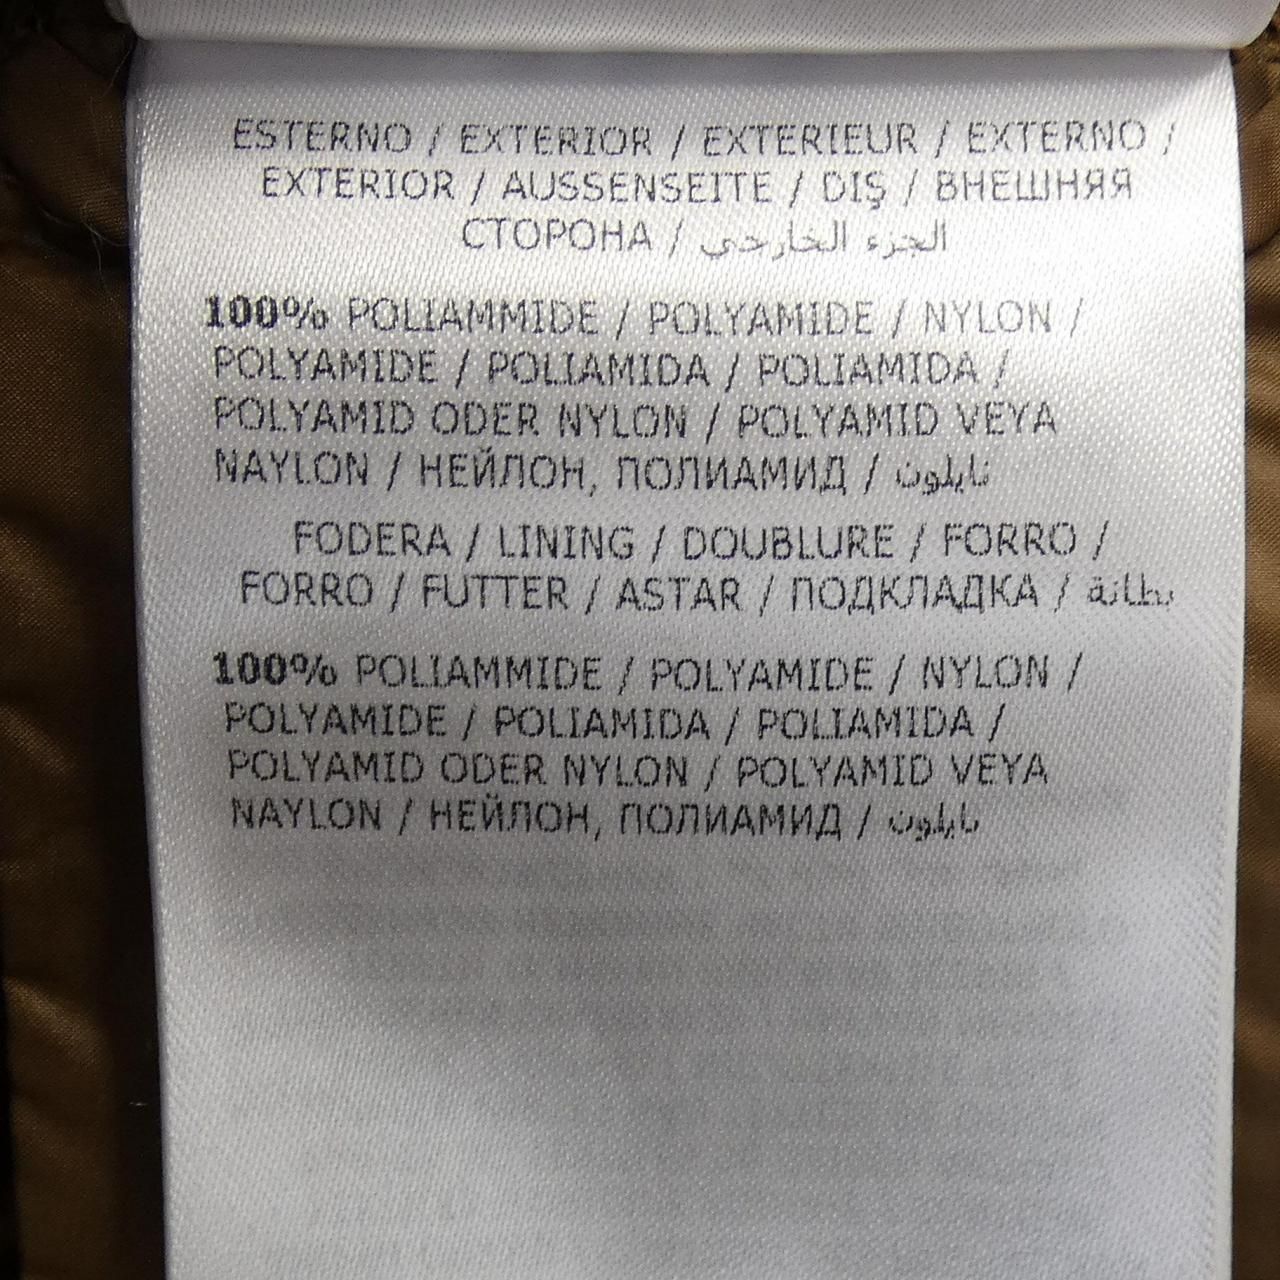 ESTERNO / EXTERIOR / EXTERIEUR / EXTERNO /
EXTERIOR / AUSSENSEITE / DIŞ / ВНЕШНЯЯ
СТОРОНА / الجزء الخارجي
100% POLIAMMIDE / POLYAMIDE / NYLON /
POLYAMIDE / POLIAMIDA / POLIAMIDA /
POLYAMID ODER NYLON / POLYAMID VEYA
NAYLON / НЕЙЛОН, ПОЛИАМИД / نايلون
FODERA / LINING / DOUBLURE / FORRO /
FORRO / FUTTER / ASTAR / ПОДКЛАДКА / بطانة
100% POLIAMMIDE / POLYAMIDE / NYLON /
POLYAMIDE / POLIAMIDA / POLIAMIDA /
POLYAMID ODER NYLON / POLYAMID VEYA
NAYLON / НЕЙЛОН, ПОЛИАМИД / نايلون